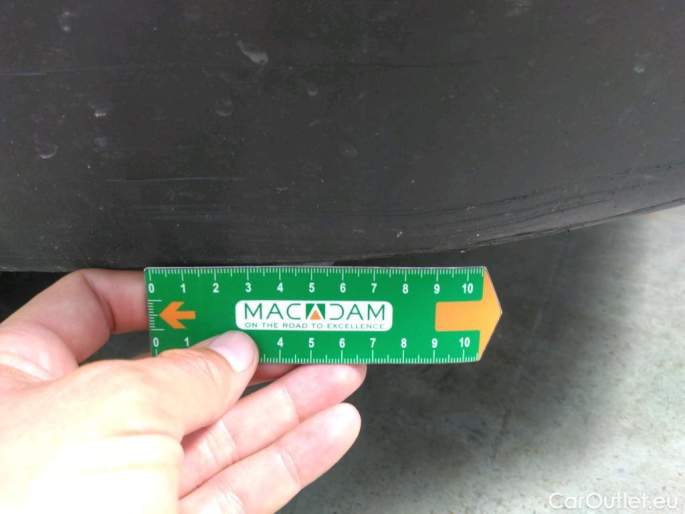 0 1 2 3 4 5 6 7 8 9 10
MACADAM
ON THE ROAD TO EXCELLENCE
0 1 4 5 6 7 8 9 10
CarOutlet.eu